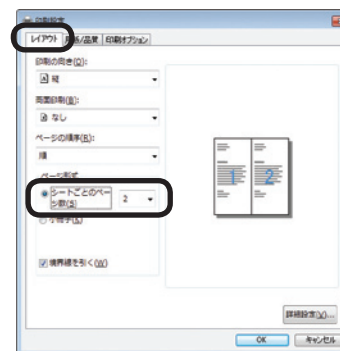 印刷設定
レイアウト 用紙/品質 印刷オプション
印刷の向き(O):
縦
両面印刷(B):
なし
ページの順序(R):
順
ページ形式
シートごとのペー
ジ数(S)
2
小冊子(K)
境界線を引く(W)
1 2
詳細設定(V)...
OK キャンセル